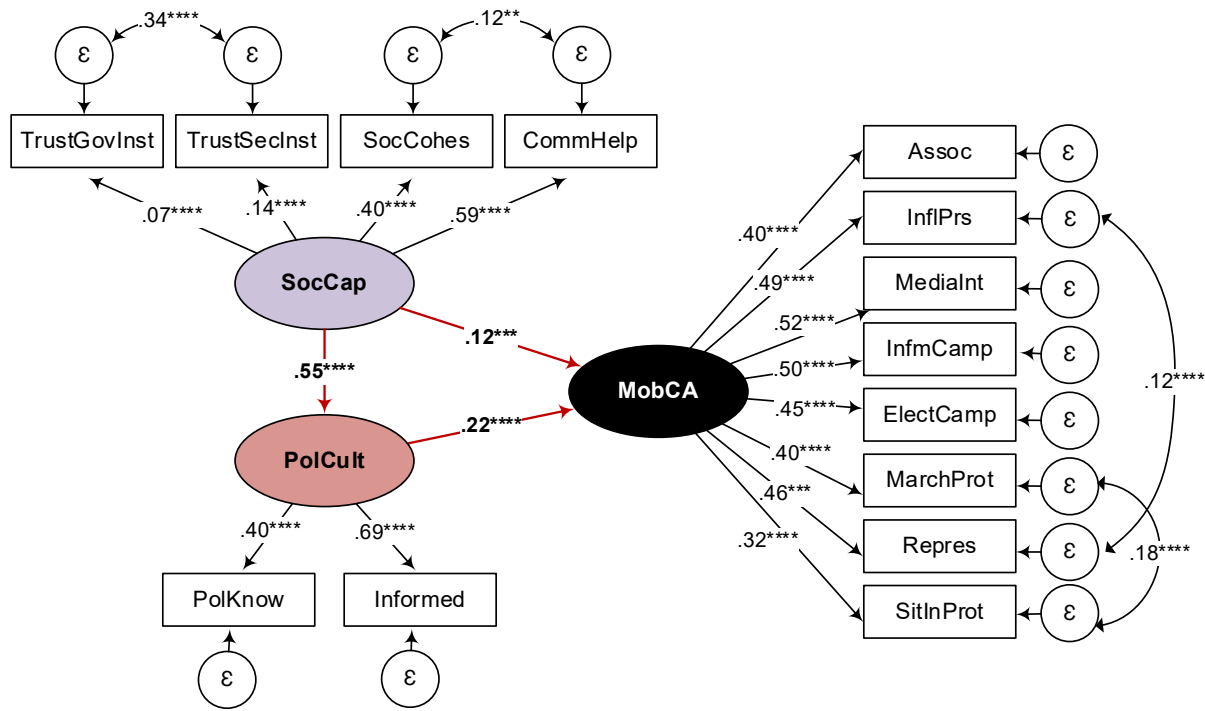 .34****
.12**
ε
ε
ε
ε
TrustGovInst
TrustSecInst
SocCohes
CommHelp
.07****
.14****
.40****
.59****
SocCap
.55****
.12***
PolCult
.22****
MobCA
.40****
.69****
PolKnow
Informed
ε
ε
.40****
.49****
.52****
.50****
.45****
.40****
.46***
.32****
Assoc
ε
InflPrs
ε
MediaInt
ε
InfmCamp
ε
ElectCamp
ε
MarchProt
ε
Repres
ε
SitInProt
ε
.12****
.18****